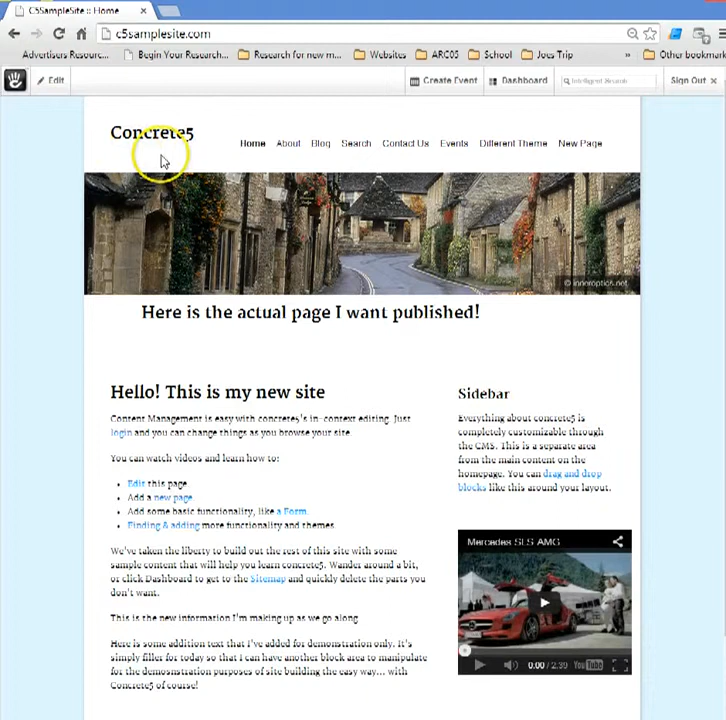 C5SampleSite :: Home
c5samplesite.com
Advertisers Resourc... Begin Your Research... Research for new m... Websites ARC05 School Joes Trip » Other bookmark
Edit Create Event Dashboard Intelligent Search Sign Out ×
Concrete5
Home About Blog Search Contact Us Events Different Theme New Page
© inneroptics.net
Here is the actual page I want published!
Hello! This is my new site
Content Management is easy with concrete5's in-context editing. Just
login and you can change things as you browse your site
You can watch videos and learn how to:
• Edit this page.
• Add a new page.
• Add some basic functionality, like a Form.
• Finding & adding more functionality and themes
We've taken the liberty to build out the rest of this site with some
sample content that will help you learn concrete5. Wander around a bit,
or click Dashboard to get to the Sitemap and quickly delete the parts you
don't want.
This is the new information I'm making up as we go along
Here is some addition text that I've added for demonstration only. It's
simply filler for today so that I can have another block area to manipulate
for the demosnstration purposes of site building the easy way... with
Concrete5 of course!
Sidebar
Everything about concrete5 is
completely customizable through
the CMS. This is a separate area
from the main content on the
homepage. You can drag and drop
blocks like this around your layout.
Mercedes SLS AMG
0:00 / 2:39 YouTube